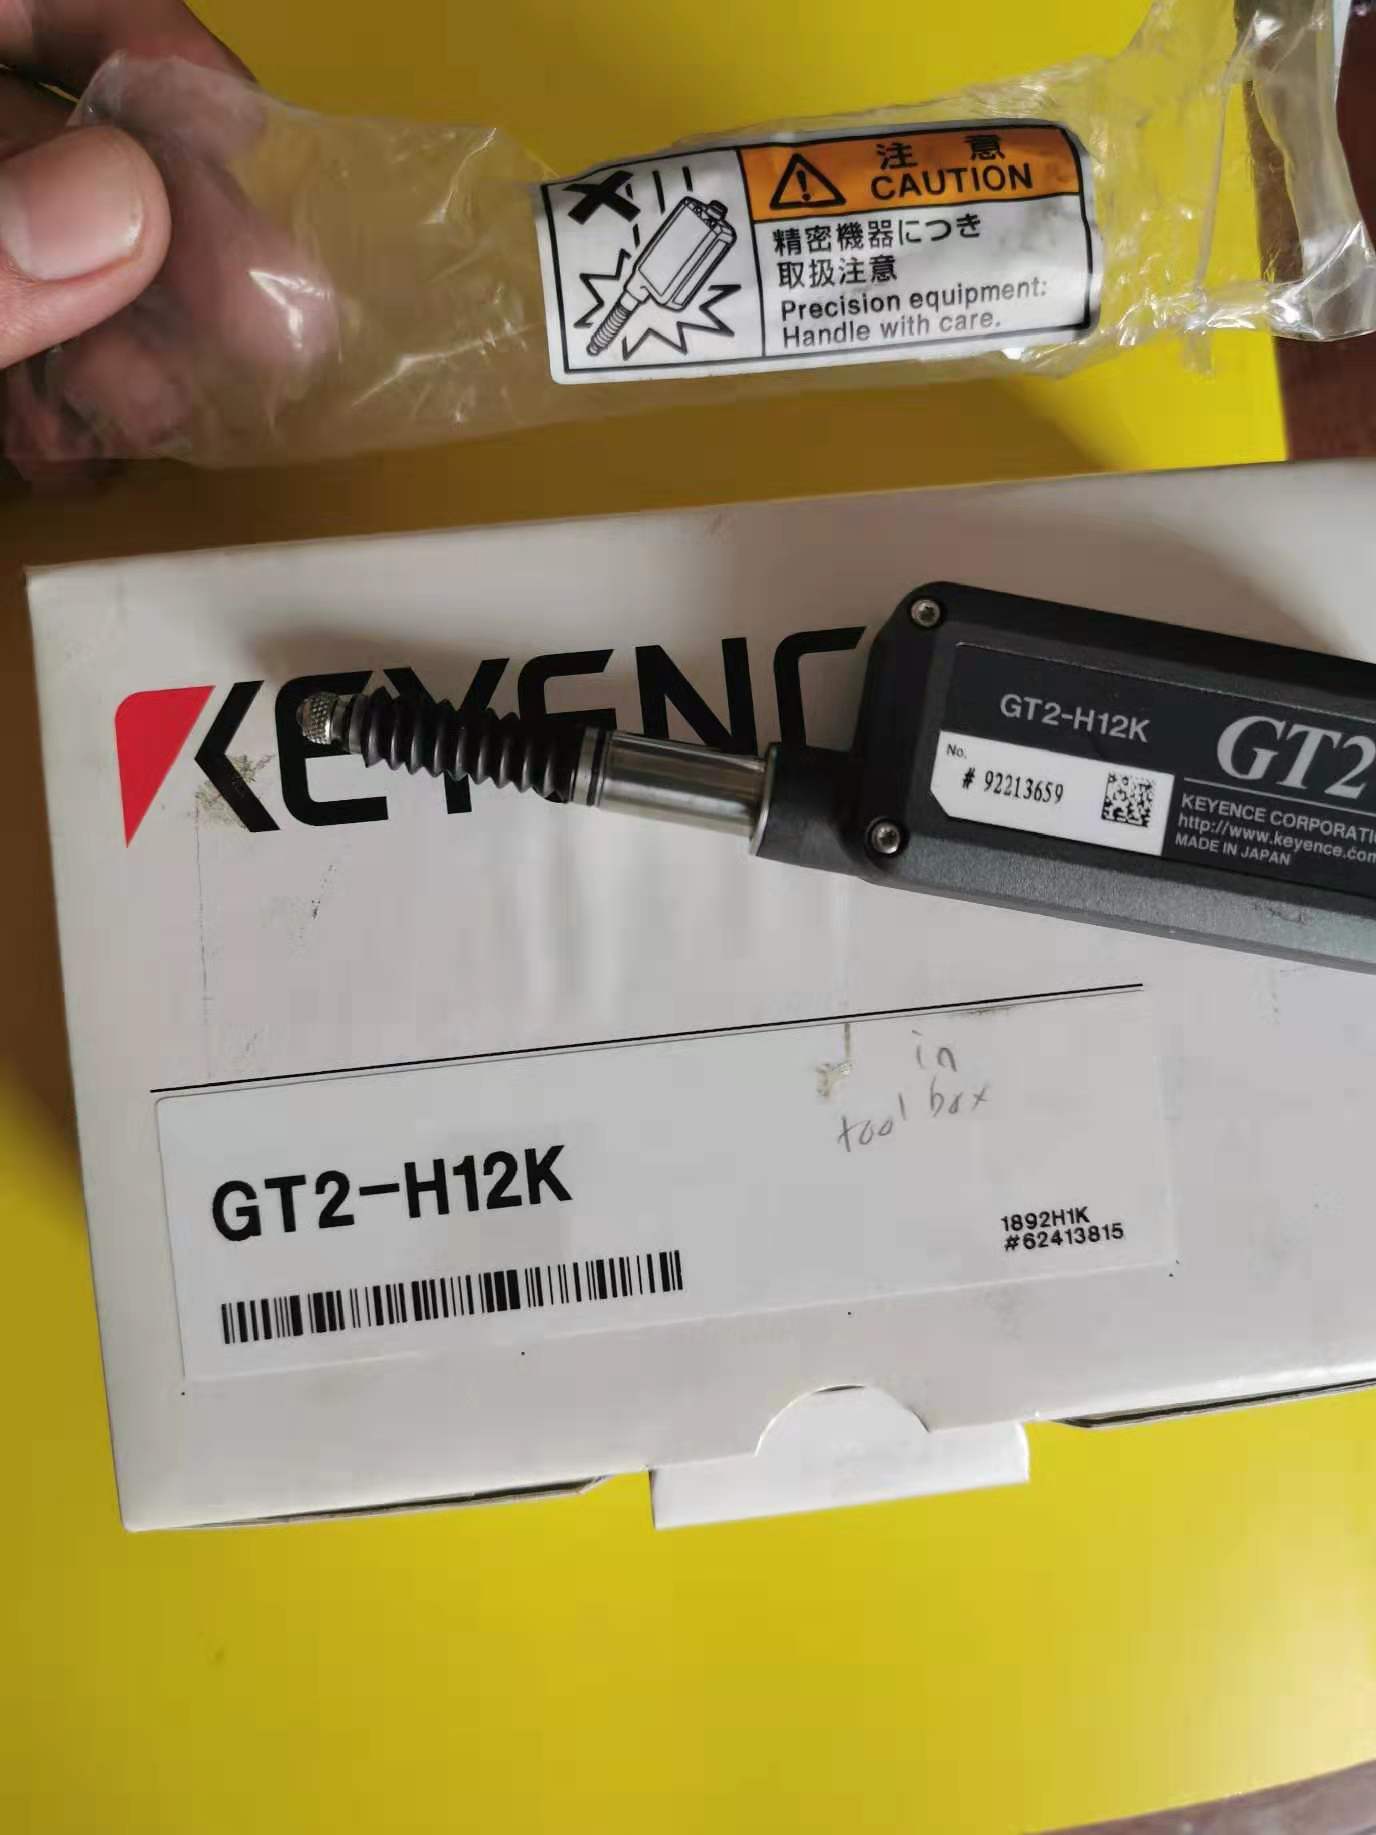 注 意
CAUTION
精密機器につき
取扱注意
Precision equipment:
Handle with care.
KEYENC
GT2-H12K
GT2
No.
# 92213659
KEYENCE CORPORATI
http://www.keyence.com
MADE IN JAPAN
in
tool box
GT2-H12K
1892H1K
#62413815